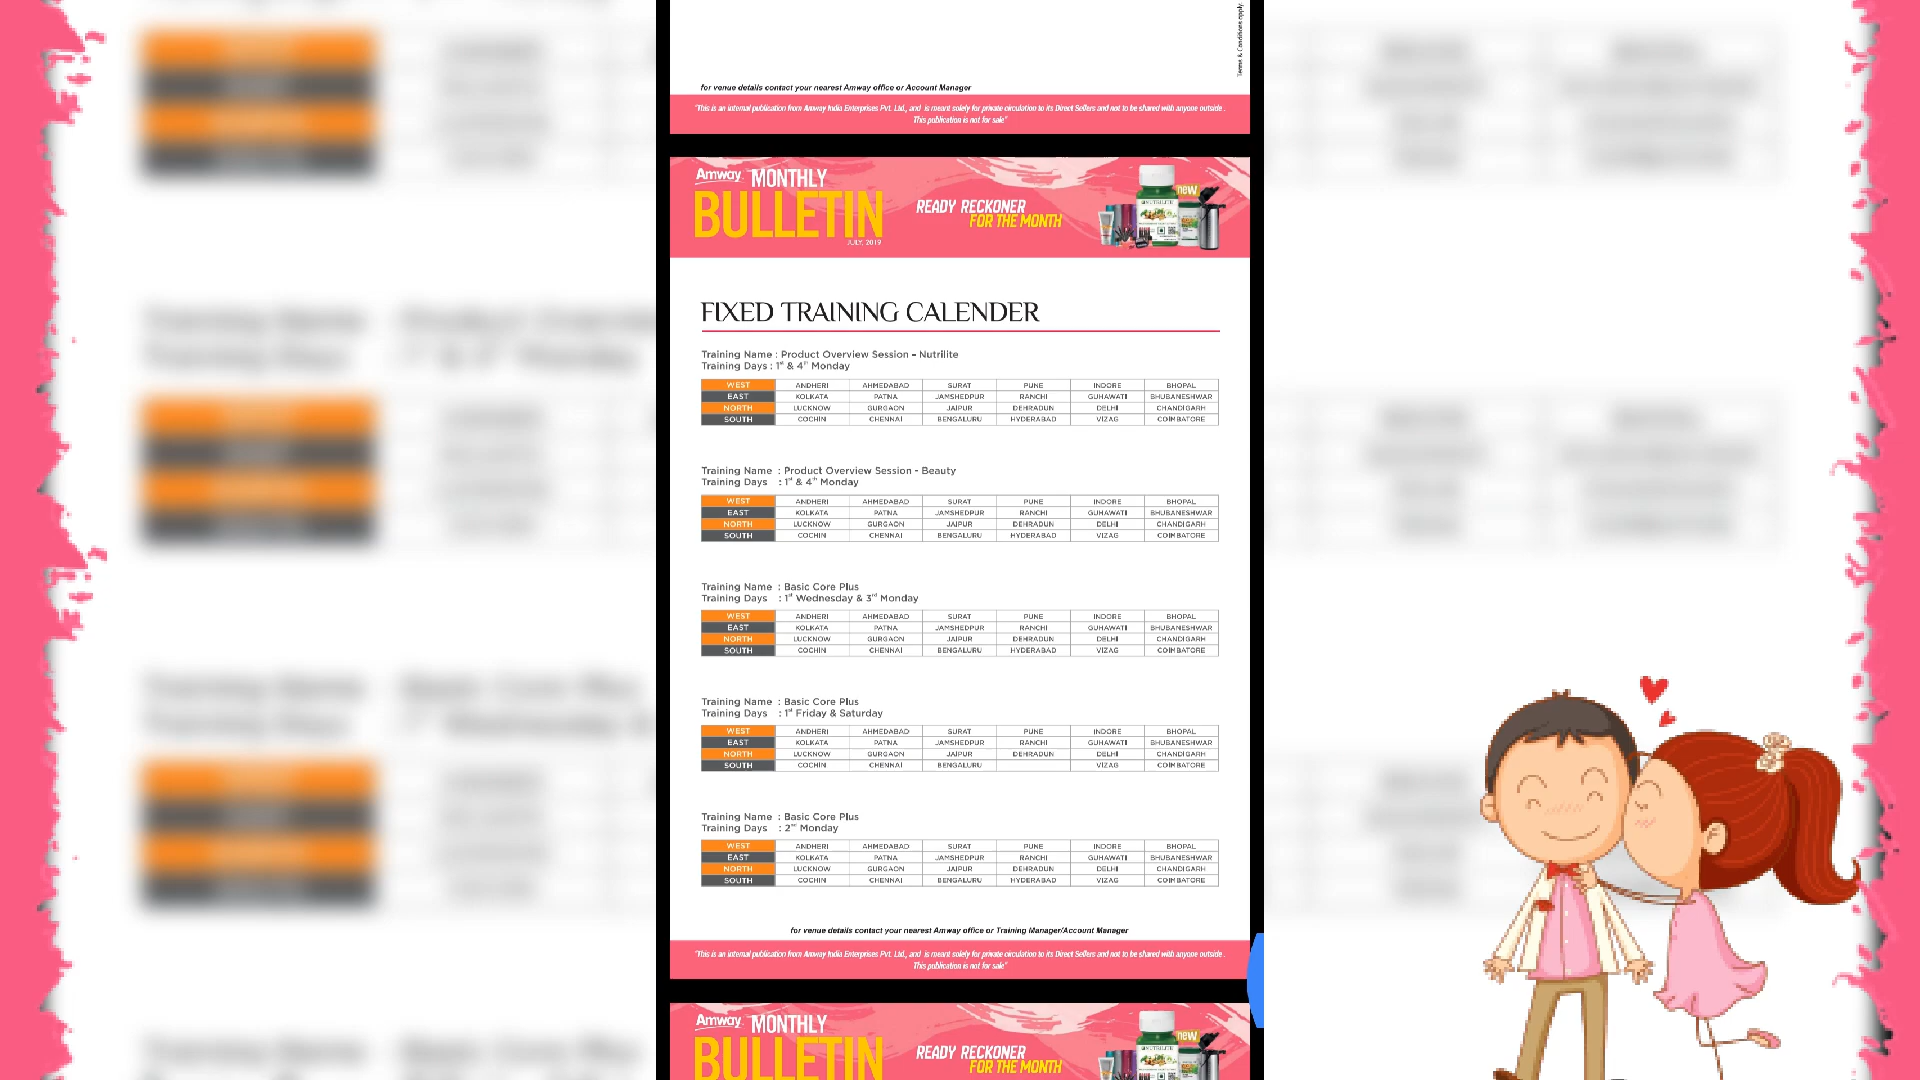 Terms & Conditions apply.
for venue details contact your nearest Amway office or Account Manager
"This is an internal publication from Amway India Enterprises Pvt. Ltd., and is meant solely for private circulation to its Direct Sellers and not to be shared with anyone outside .
This publication is not for sale"
Amway MONTHLY
BULLETIN
JULY, 2019
READY RECKONER
FOR THE MONTH
new
NUTRILITE
FIXED TRAINING CALENDER
Training Name : Product Overview Session – Nutrilite
Training Days : 1st & 4th Monday
WEST ANDHERI AHMEDABAD SURAT PUNE INDORE BHOPAL
EAST KOLKATA PATNA JAMSHEDPUR RANCHI GUHAWATI BHUBANESHWAR
NORTH LUCKNOW GURGAON JAIPUR DEHRADUN DELHI CHANDIGARH
SOUTH COCHIN CHENNAI BENGALURU HYDERABAD VIZAG COIMBATORE
Training Name : Product Overview Session - Beauty
Training Days : 1st & 4th Monday
WEST ANDHERI AHMEDABAD SURAT PUNE INDORE BHOPAL
EAST KOLKATA PATNA JAMSHEDPUR RANCHI GUHAWATI BHUBANESHWAR
NORTH LUCKNOW GURGAON JAIPUR DEHRADUN DELHI CHANDIGARH
SOUTH COCHIN CHENNAI BENGALURU HYDERABAD VIZAG COIMBATORE
Training Name : Basic Core Plus
Training Days : 1st Wednesday & 3rd Monday
WEST ANDHERI AHMEDABAD SURAT PUNE INDORE BHOPAL
EAST KOLKATA PATNA JAMSHEDPUR RANCHI GUHAWATI BHUBANESHWAR
NORTH LUCKNOW GURGAON JAIPUR DEHRADUN DELHI CHANDIGARH
SOUTH COCHIN CHENNAI BENGALURU HYDERABAD VIZAG COIMBATORE
Training Name : Basic Core Plus
Training Days : 1st Friday & Saturday
WEST ANDHERI AHMEDABAD SURAT PUNE INDORE BHOPAL
EAST KOLKATA PATNA JAMSHEDPUR RANCHI GUHAWATI BHUBANESHWAR
NORTH LUCKNOW GURGAON JAIPUR DEHRADUN DELHI CHANDIGARH
SOUTH COCHIN CHENNAI BENGALURU VIZAG COIMBATORE
Training Name : Basic Core Plus
Training Days : 2nd Monday
WEST ANDHERI AHMEDABAD SURAT PUNE INDORE BHOPAL
EAST KOLKATA PATNA JAMSHEDPUR RANCHI GUHAWATI BHUBANESHWAR
NORTH LUCKNOW GURGAON JAIPUR DEHRADUN DELHI CHANDIGARH
SOUTH COCHIN CHENNAI BENGALURU HYDERABAD VIZAG COIMBATORE
for venue details contact your nearest Amway office or Training Manager/Account Manager
"This is an internal publication from Amway India Enterprises Pvt. Ltd., and is meant solely for private circulation to its Direct Sellers and not to be shared with anyone outside .
This publication is not for sale"
Amway MONTHLY
BULLETIN
READY RECKONER
FOR THE MONTH
new
NUTRILITE